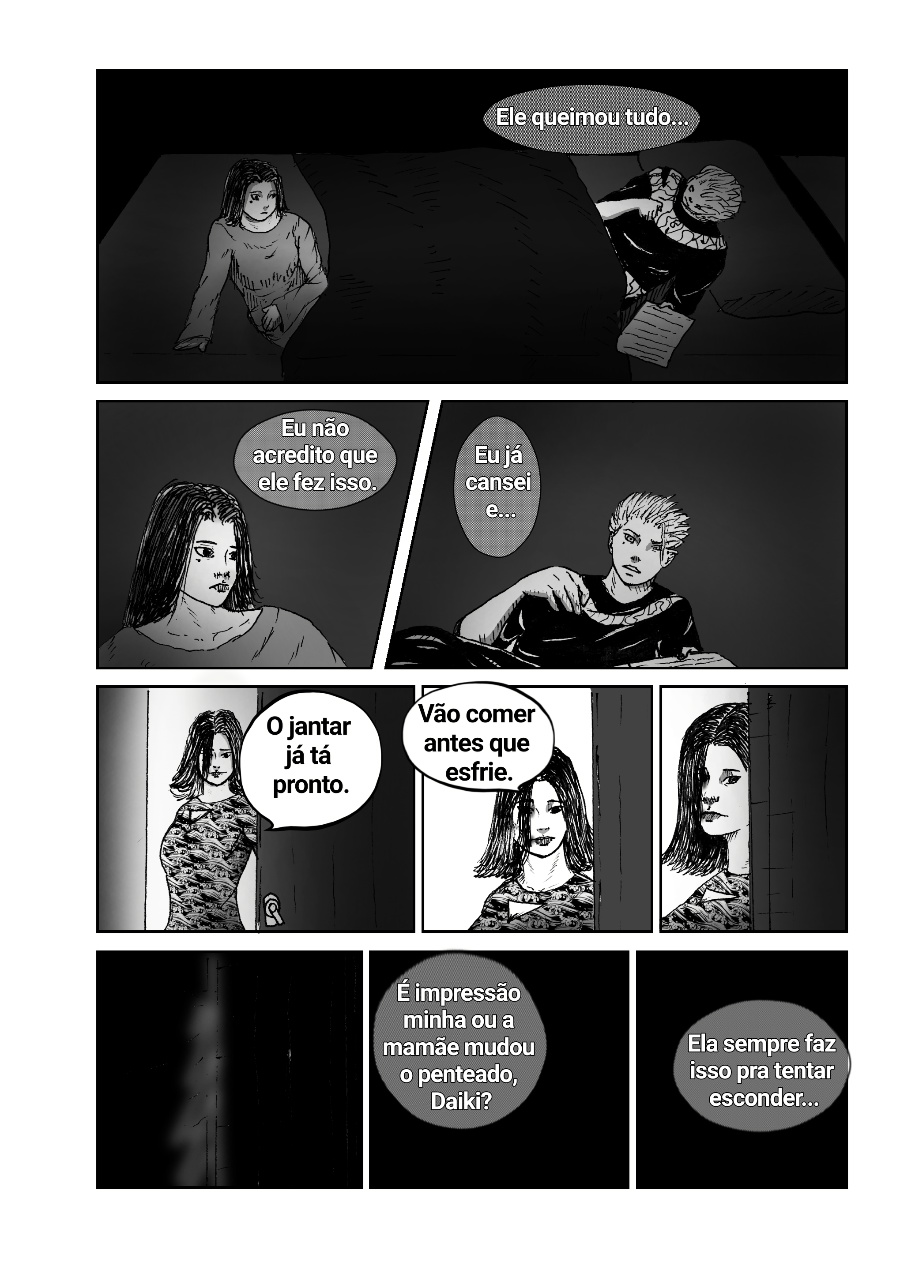 Ele queimou tudo...
Eu não
acredito que
ele fez isso.
Eu já
cansei
e...
O jantar
já tá
pronto.
Vão comer
antes que
esfrie.
É impressão
minha ou a
mamãe mudou
o penteado,
Daiki?
Ela sempre faz
isso pra tentar
esconder...